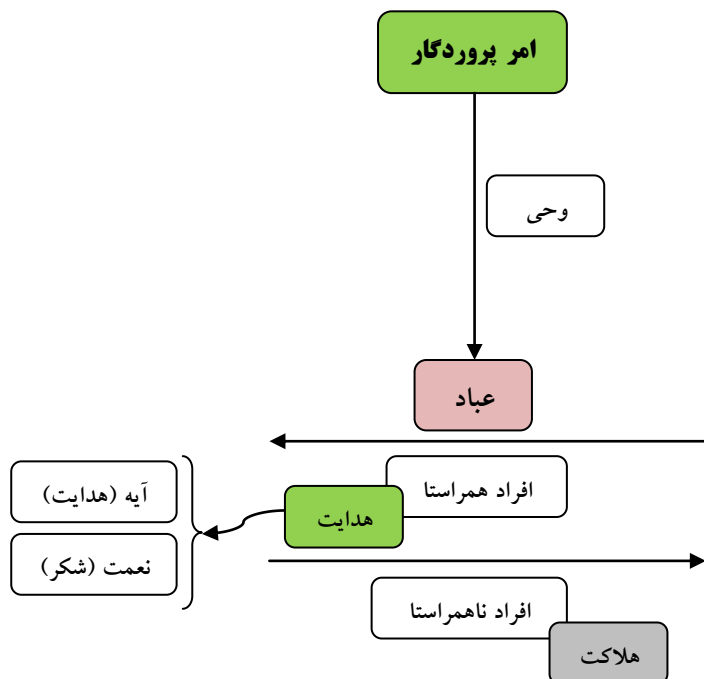 امر پروردگار
وحی
عباد
افراد همراستا
هدایت
آیه (هدایت)
نعمت (شکر)
افراد ناهمراستا
هلاکت